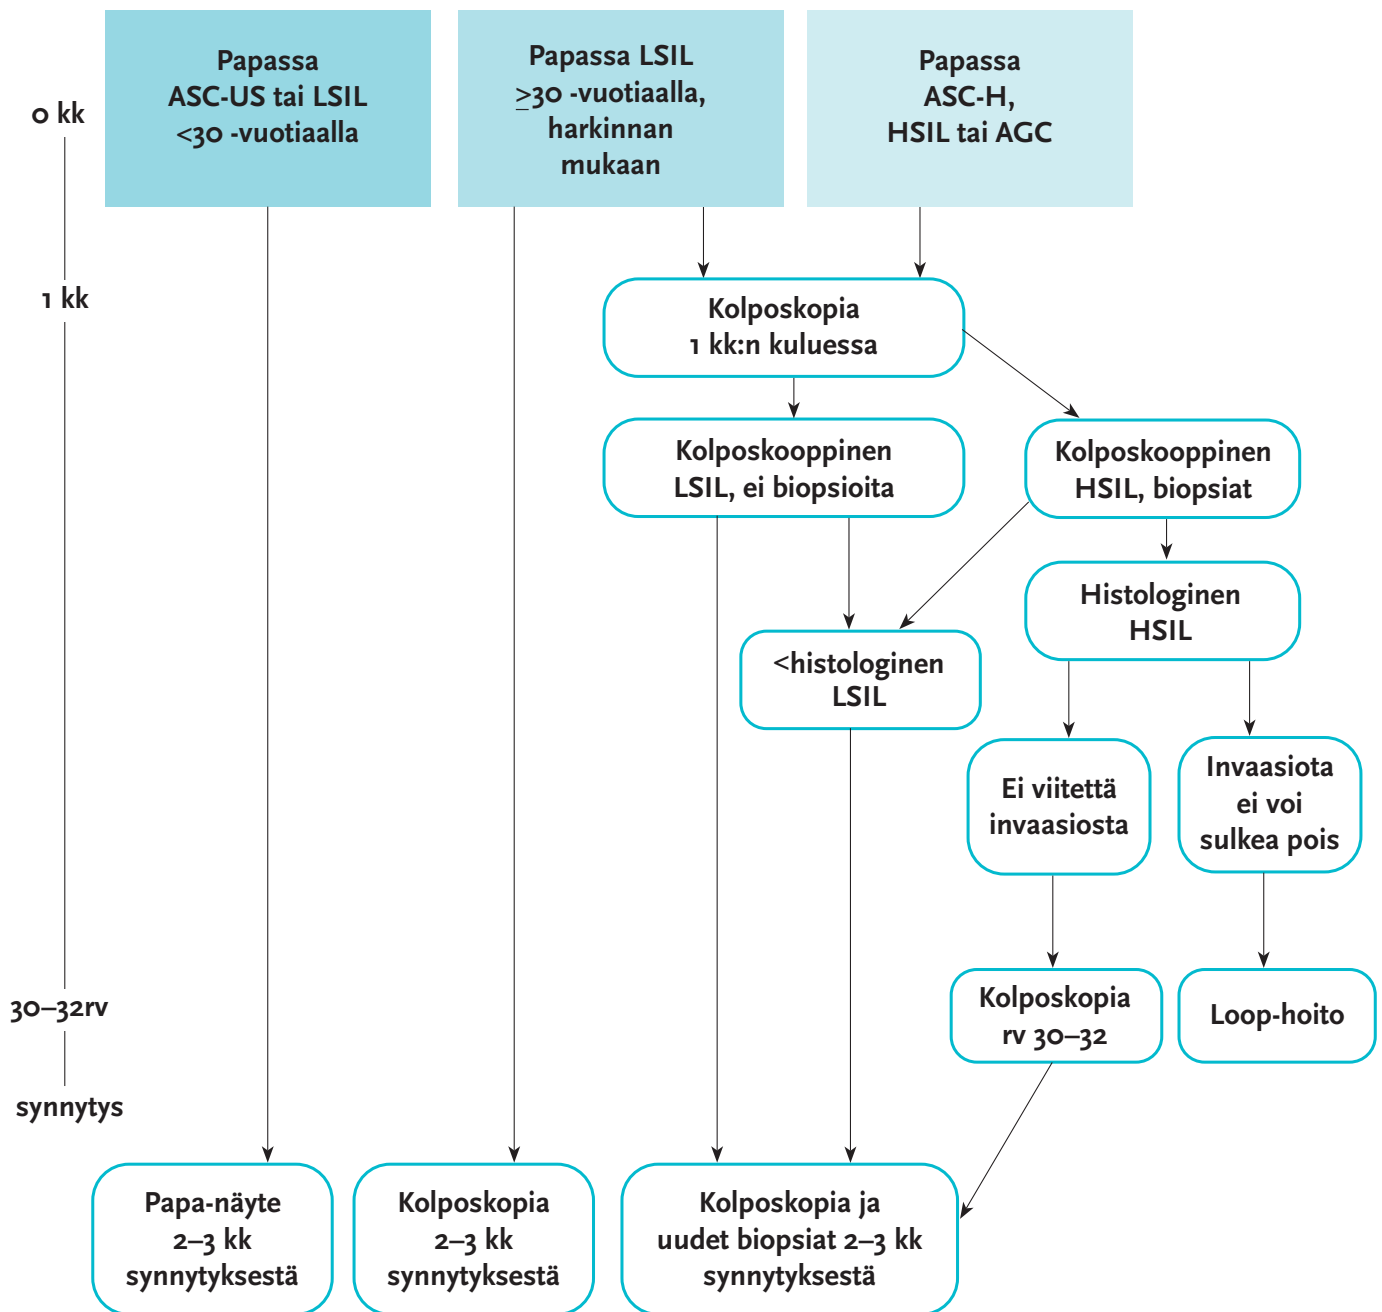 0 kk
1 kk
30–32rv
synnytys
Papassa
ASC-US tai LSIL
<30 -vuotiaalla
Papassa LSIL
≥30 -vuotiaalla,
harkinnan
mukaan
Papassa
ASC-H,
HSIL tai AGC
Kolposkopia
1 kk:n kuluessa
Kolposkooppinen
LSIL, ei biopsioita
Kolposkooppinen
HSIL, biopsiat
Histologinen
HSIL
<histologinen
LSIL
Ei viitettä
invaasiosta
Invaasiota
ei voi
sulkea pois
Kolposkopia
rv 30–32
Loop-hoito
Papa-näyte
2–3 kk
synnytyksestä
Kolposkopia
2–3 kk
synnytyksestä
Kolposkopia ja
uudet biopsiat 2–3 kk
synnytyksestä